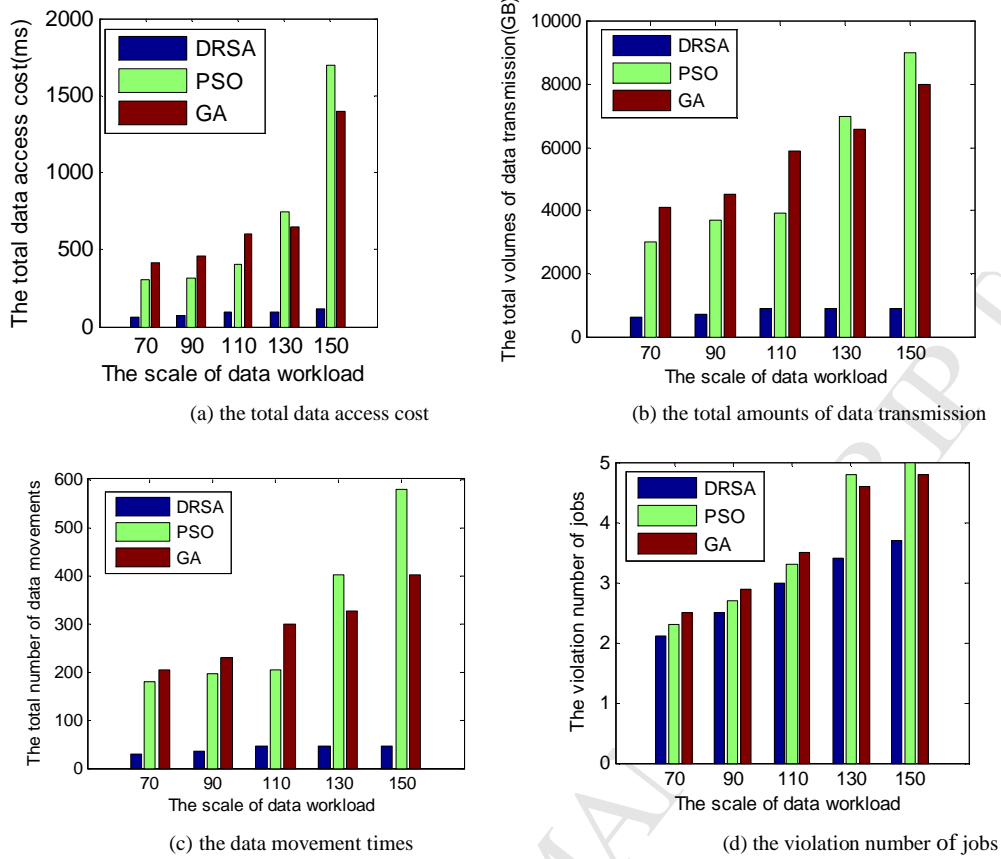 The total data access cost(ms)
2000
1500
1000
500
0
DRSA
PSO
GA
70 90 110 130 150
The scale of data workload
(a) the total data access cost
The total volumes of data transmission(GB)
10000
8000
6000
4000
2000
0
DRSA
PSO
GA
70 90 110 130 150
The scale of data workload
(b) the total amounts of data transmission
The total number of data movements
600
500
400
300
200
100
0
DRSA
PSO
GA
70 90 110 130 150
The scale of data workload
(c) the data movement times
The violation number of jobs
5
4
3
2
1
0
DRSA
PSO
GA
70 90 110 130 150
The scale of data workload
(d) the violation number of jobs